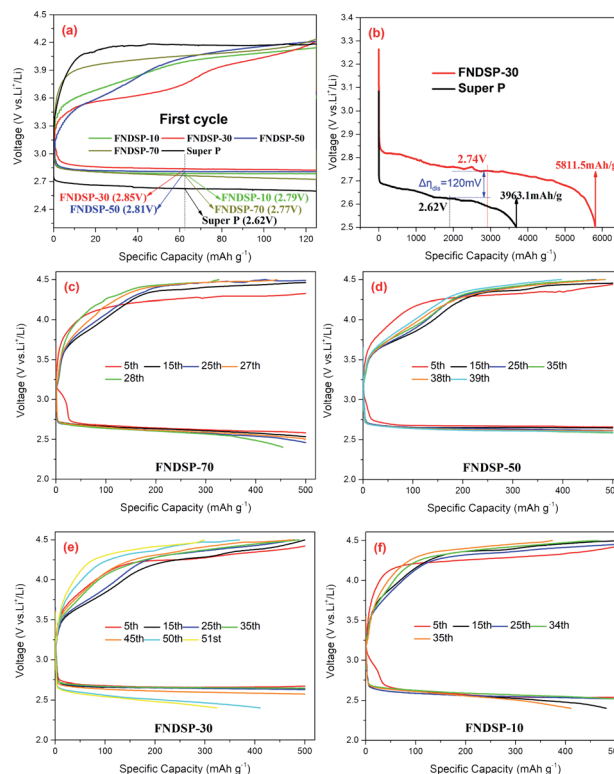 (a)
Voltage (V vs.Li⁺/Li)
4.2
3.9
3.6
3.3
3.0
2.7
2.4
First cycle
FNDSP-10 FNDSP-30 FNDSP-50
FNDSP-70 Super P
FNDSP-30 (2.85V) FNDSP-10 (2.79V)
FNDSP-50 (2.81V) FNDSP-70 (2.77V)
Super P (2.62V)
0 25 50 75 100 125
Specific Capacity (mAh g⁻¹)
(b)
Voltage (V vs.Li⁺/Li)
3.4
3.3
3.2
3.1
3.0
2.9
2.8
2.7
2.6
2.5
FNDSP-30
Super P
2.74V
5811.5mAh/g
Δη_dis=120mV
3963.1mAh/g
2.62V
0 1000 2000 3000 4000 5000 6000
Specific Capacity (mAh g⁻¹)
(c)
Voltage (V vs.Li⁺/Li)
4.5
4.0
3.5
3.0
2.5
2.0
5th 15th 25th 27th
28th
FNDSP-70
0 100 200 300 400 500
Specific Capacity (mAh g⁻¹)
(d)
Voltage (V vs.Li⁺/Li)
4.5
4.0
3.5
3.0
2.5
2.0
5th 15th 25th 35th
38th 39th
FNDSP-50
0 100 200 300 400 500
Specific Capacity (mAh g⁻¹)
(e)
Voltage (V vs.Li⁺/Li)
4.5
4.0
3.5
3.0
2.5
2.0
5th 15th 25th 35th
45th 50th 51st
FNDSP-30
0 100 200 300 400 500
Specific Capacity (mAh g⁻¹)
(f)
Voltage (V vs.Li⁺/Li)
4.5
4.0
3.5
3.0
2.5
2.0
5th 15th 25th 34th
35th
FNDSP-10
0 100 200 300 400 500
Specific Capacity (mAh g⁻¹)